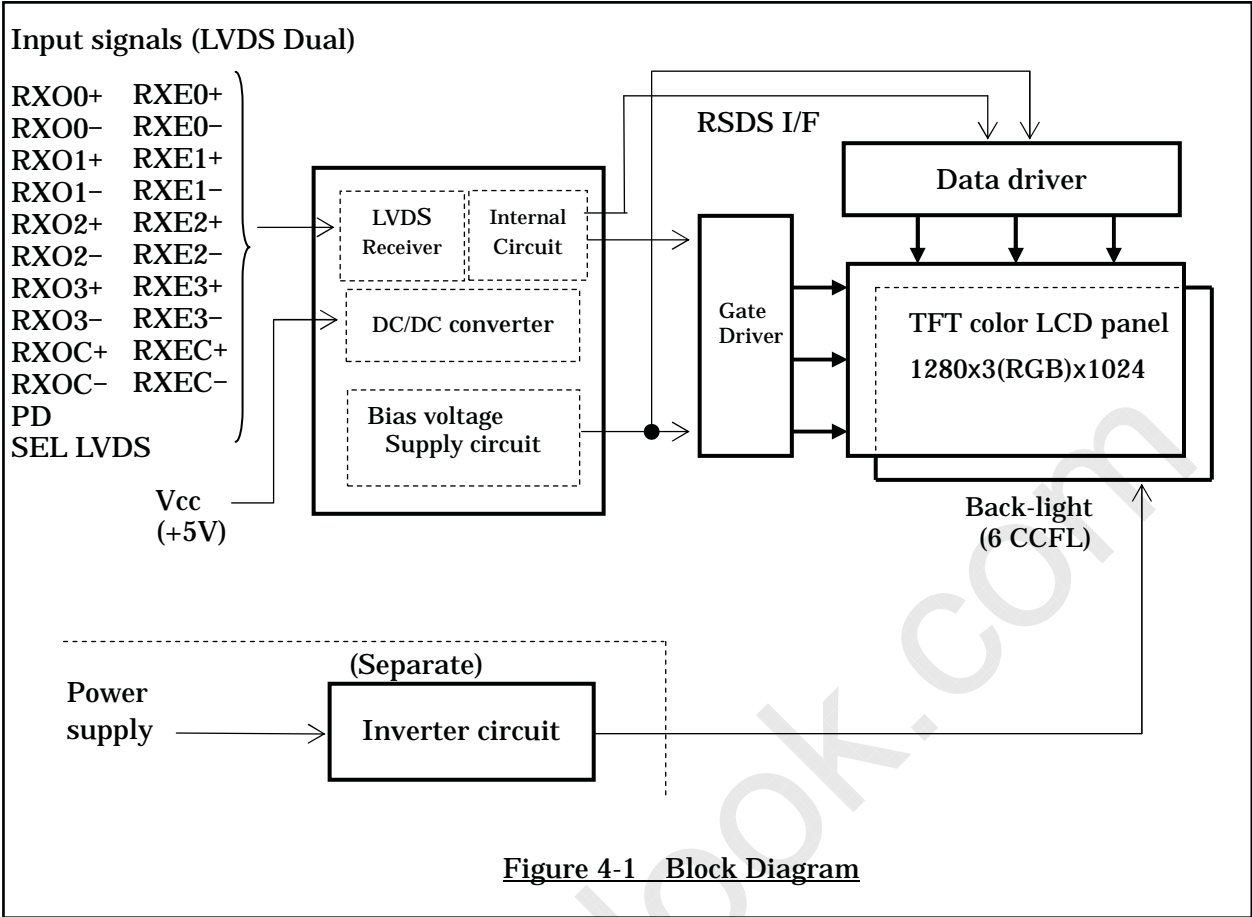 Input signals (LVDS Dual)
RXO0+ RXE0+
RXO0− RXE0−
RXO1+ RXE1+
RXO1− RXE1−
RXO2+ RXE2+
RXO2− RXE2−
RXO3+ RXE3+
RXO3− RXE3−
RXOC+ RXEC+
RXOC− RXEC−
PD
SEL LVDS
Vcc
(+5V)
LVDS
Receiver
Internal
Circuit
DC/DC converter
Bias voltage
Supply circuit
RSDS I/F
Data driver
Gate
Driver
TFT color LCD panel
1280x3(RGB)x1024
Back-light
(6 CCFL)
(Separate)
Power
supply
Inverter circuit
Figure 4-1 Block Diagram
look.com